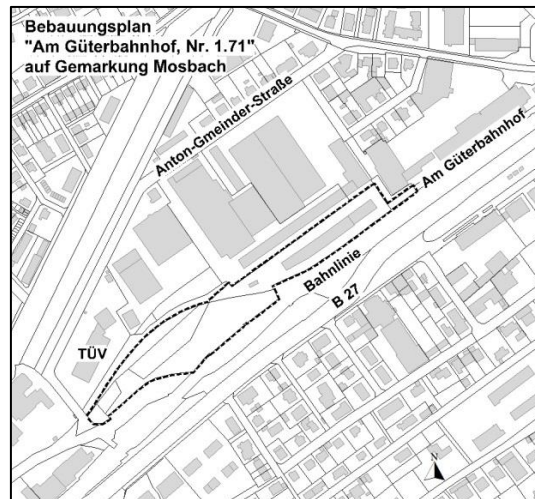 Bebauungsplan
"Am Güterbahnhof, Nr. 1.71"
auf Gemarkung Mosbach
Anton-Gmeinder-Straße
Am Güterbahnhof
Bahnlinie
B 27
TÜV
N